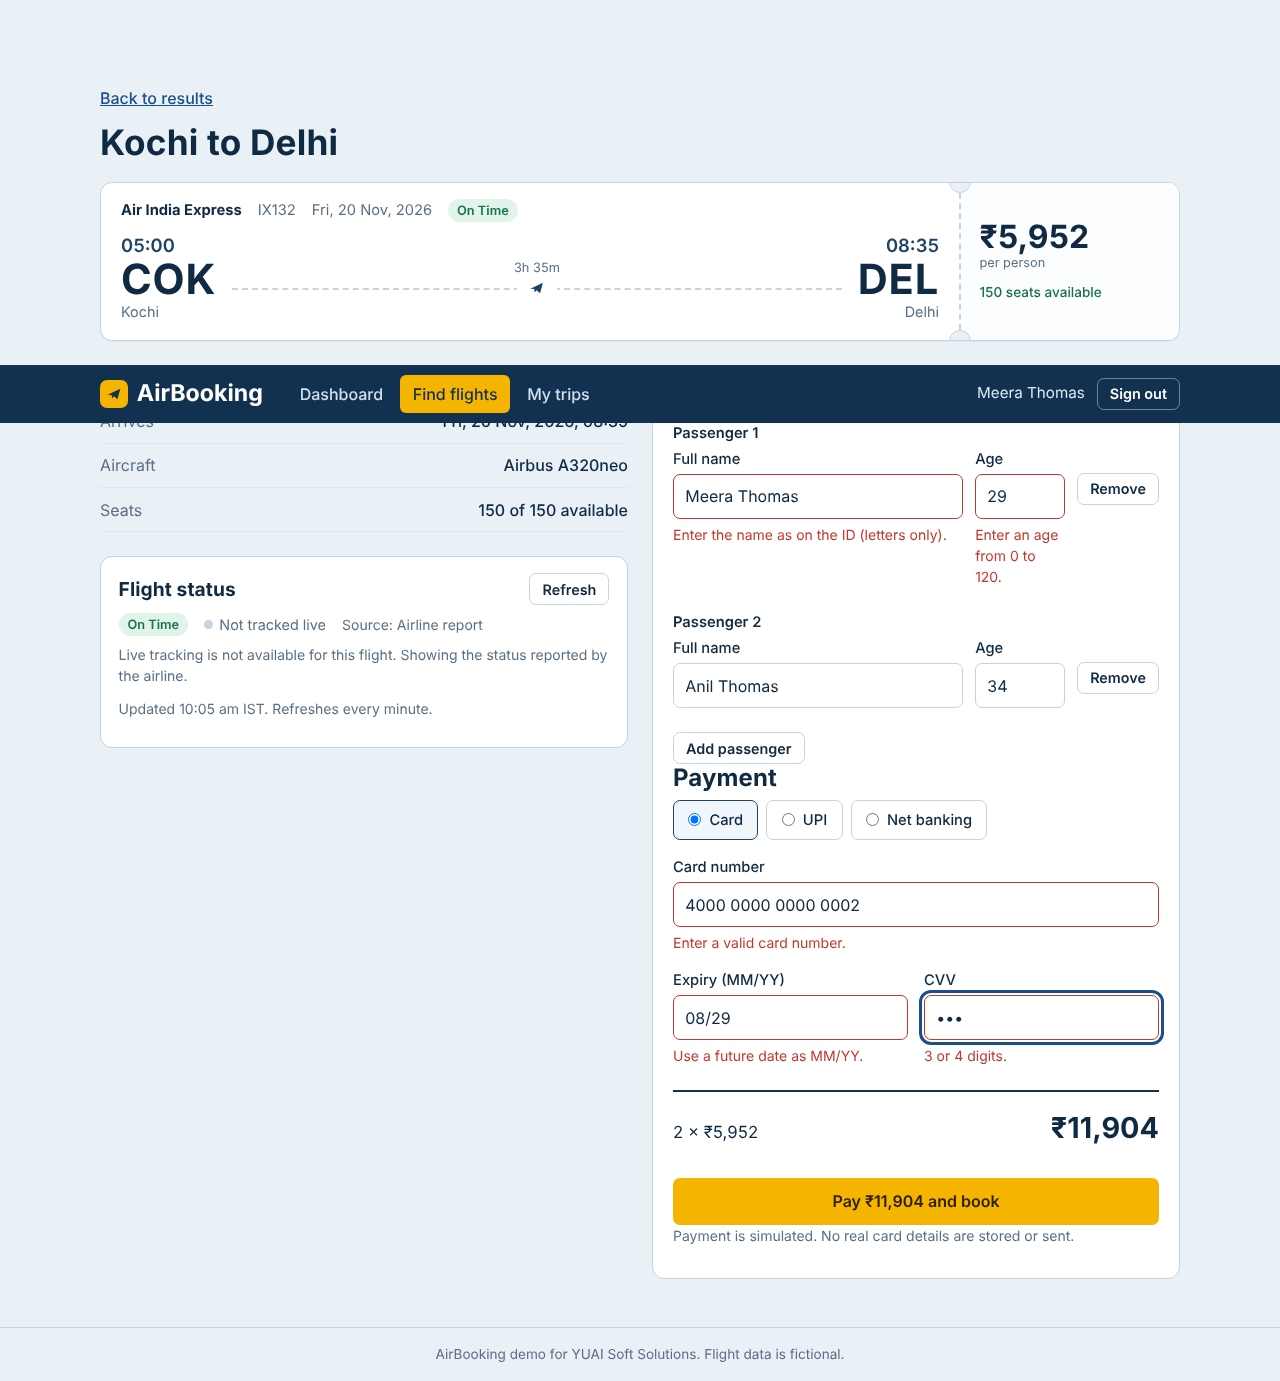 Back to results
Kochi to Delhi
Air India Express IX132 Fri, 20 Nov, 2026 On Time
05:00 08:35
COK 3h 35m DEL
Kochi Delhi
₹5,952
per person
150 seats available
AirBooking Dashboard Find flights My trips Meera Thomas Sign out
Arrives Fri, 20 Nov, 2026, 08:35
Aircraft Airbus A320neo
Seats 150 of 150 available
Flight status Refresh
On Time Not tracked live Source: Airline report
Live tracking is not available for this flight. Showing the status reported by
the airline.
Updated 10:05 am IST. Refreshes every minute.
Passenger 1
Full name Age
Meera Thomas 29 Remove
Enter the name as on the ID (letters only). Enter an age
from 0 to
120.
Passenger 2
Full name Age
Anil Thomas 34 Remove
Add passenger
Payment
Card UPI Net banking
Card number
4000 0000 0000 0002
Enter a valid card number.
Expiry (MM/YY) CVV
08/29 •••
Use a future date as MM/YY. 3 or 4 digits.
2 × ₹5,952 ₹11,904
Pay ₹11,904 and book
Payment is simulated. No real card details are stored or sent.
AirBooking demo for YUAI Soft Solutions. Flight data is fictional.